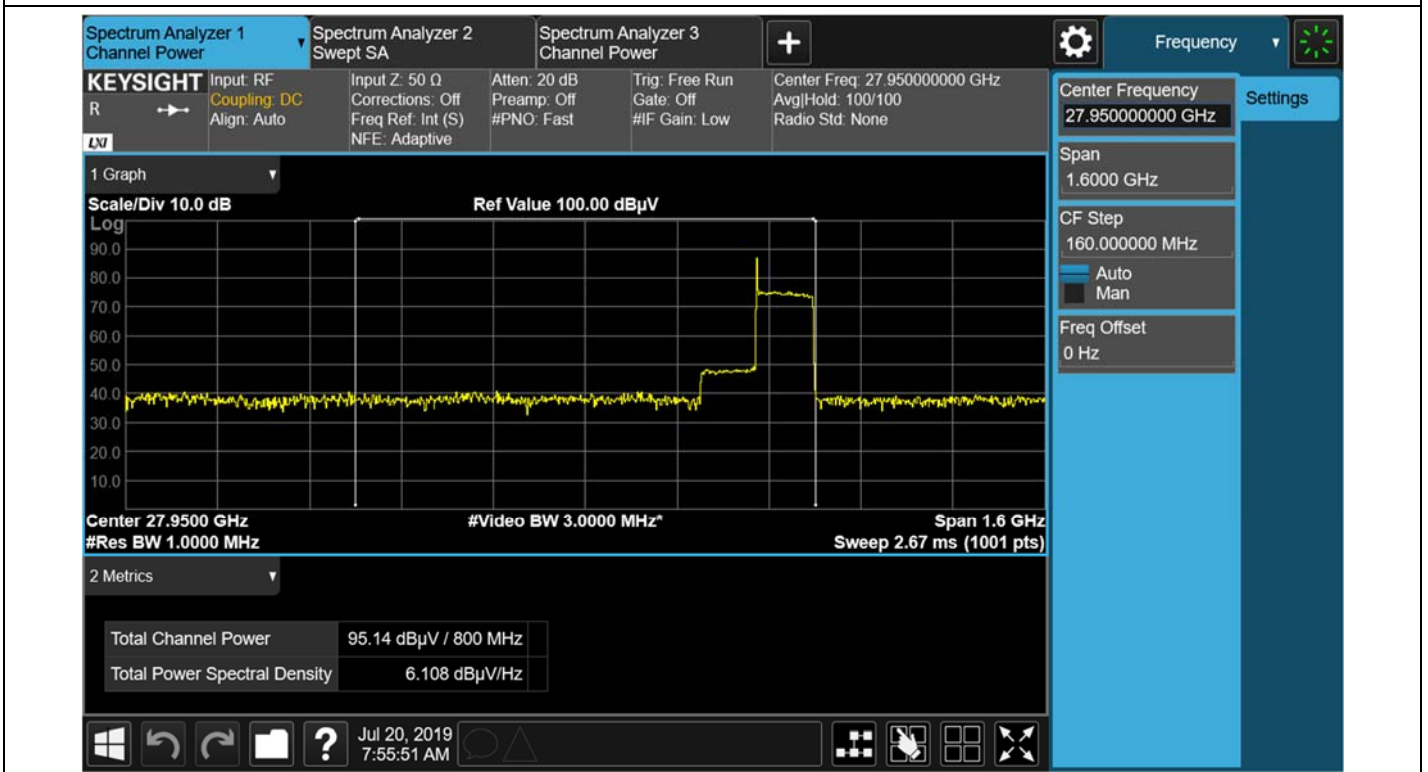 Spectrum Analyzer 1
Channel Power
Spectrum Analyzer 2
Swept SA
Spectrum Analyzer 3
Channel Power
+
Frequency
KEYSIGHT
R
LXI
Input: RF
Coupling: DC
Align: Auto
Input Z: 50 Ω
Corrections: Off
Freq Ref: Int (S)
NFE: Adaptive
Atten: 20 dB
Preamp: Off
#PNO: Fast
Trig: Free Run
Gate: Off
#IF Gain: Low
Center Freq: 27.950000000 GHz
Avg|Hold: 100/100
Radio Std: None
Center Frequency
27.950000000 GHz
Settings
Span
1.6000 GHz
CF Step
160.000000 MHz
Auto
Man
Freq Offset
0 Hz
1 Graph
Scale/Div 10.0 dB
Ref Value 100.00 dBµV
Log
90.0
80.0
70.0
60.0
50.0
40.0
30.0
20.0
10.0
Center 27.9500 GHz
#Video BW 3.0000 MHz*
Span 1.6 GHz
#Res BW 1.0000 MHz
Sweep 2.67 ms (1001 pts)
2 Metrics
Total Channel Power 95.14 dBµV / 800 MHz
Total Power Spectral Density 6.108 dBµV/Hz
?
Jul 20, 2019
7:55:51 AM